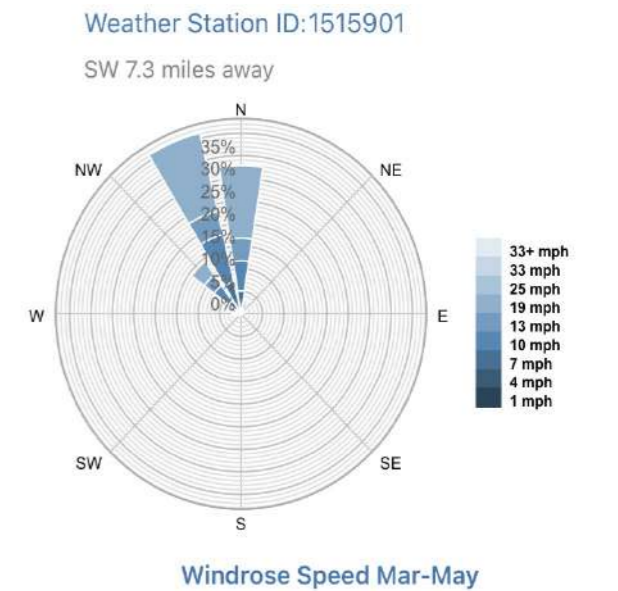 Weather Station ID:1515901
SW 7.3 miles away
N
NW
NE
35%
30%
25%
20%
15%
10%
5%
0%
W
E
SW
SE
S
33+ mph
33 mph
25 mph
19 mph
13 mph
10 mph
7 mph
4 mph
1 mph
Windrose Speed Mar-May